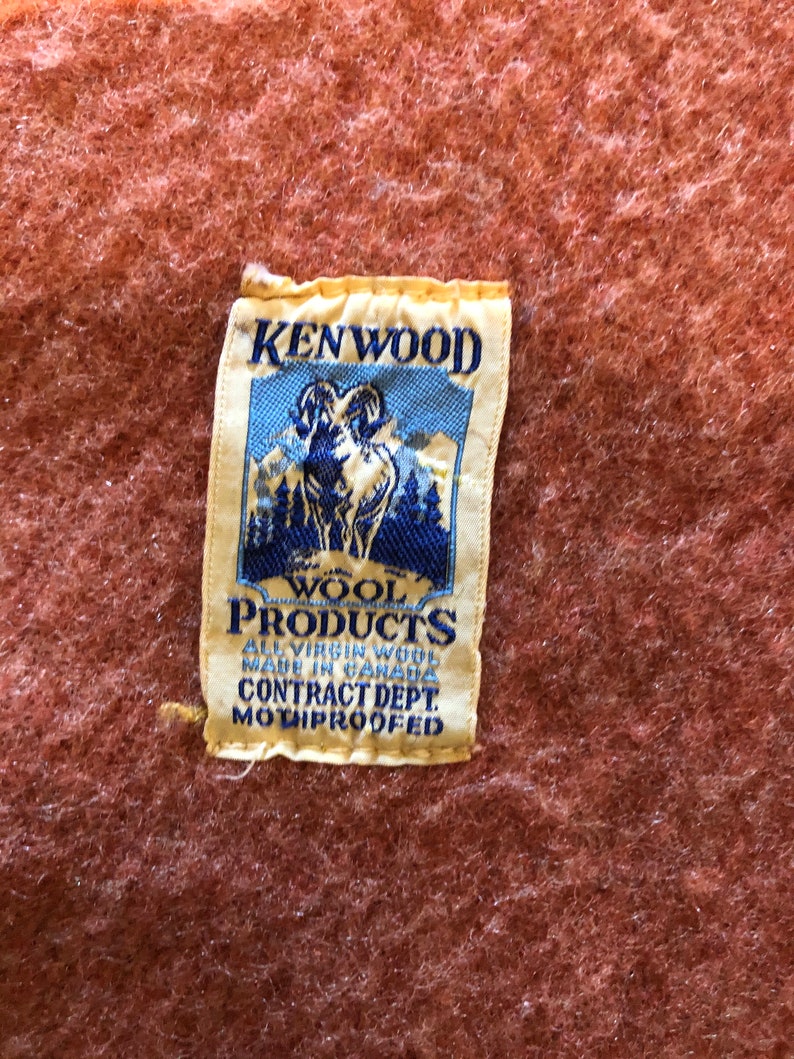 KENWOOD
WOOL
PRODUCTS
ALL VIRGIN WOOL
MADE IN CANADA
CONTRACT DEPT.
MOTHPROOFED